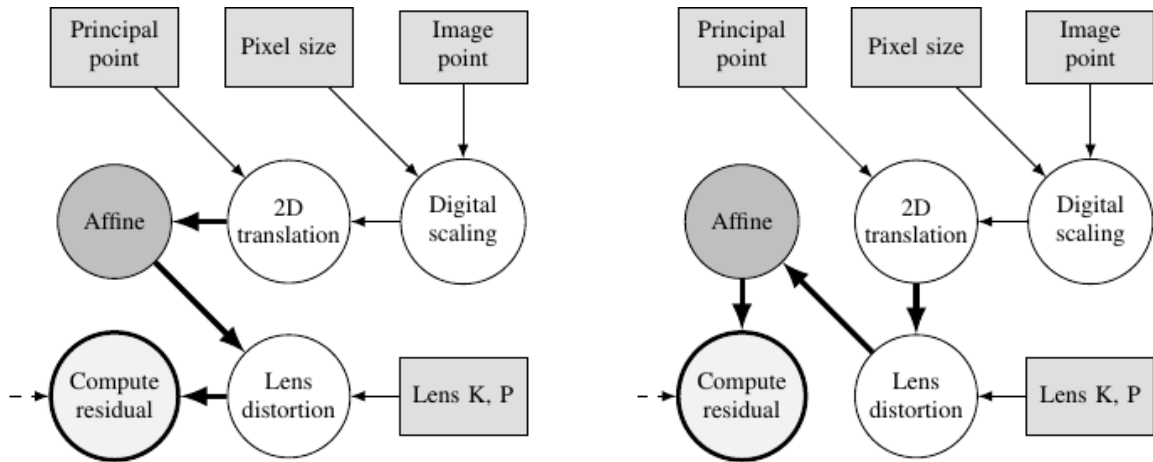 Principal
point
Pixel size
Image
point
Affine
2D
translation
Digital
scaling
Compute
residual
Lens
distortion
Lens K, P
Principal
point
Pixel size
Image
point
Affine
2D
translation
Digital
scaling
Compute
residual
Lens
distortion
Lens K, P